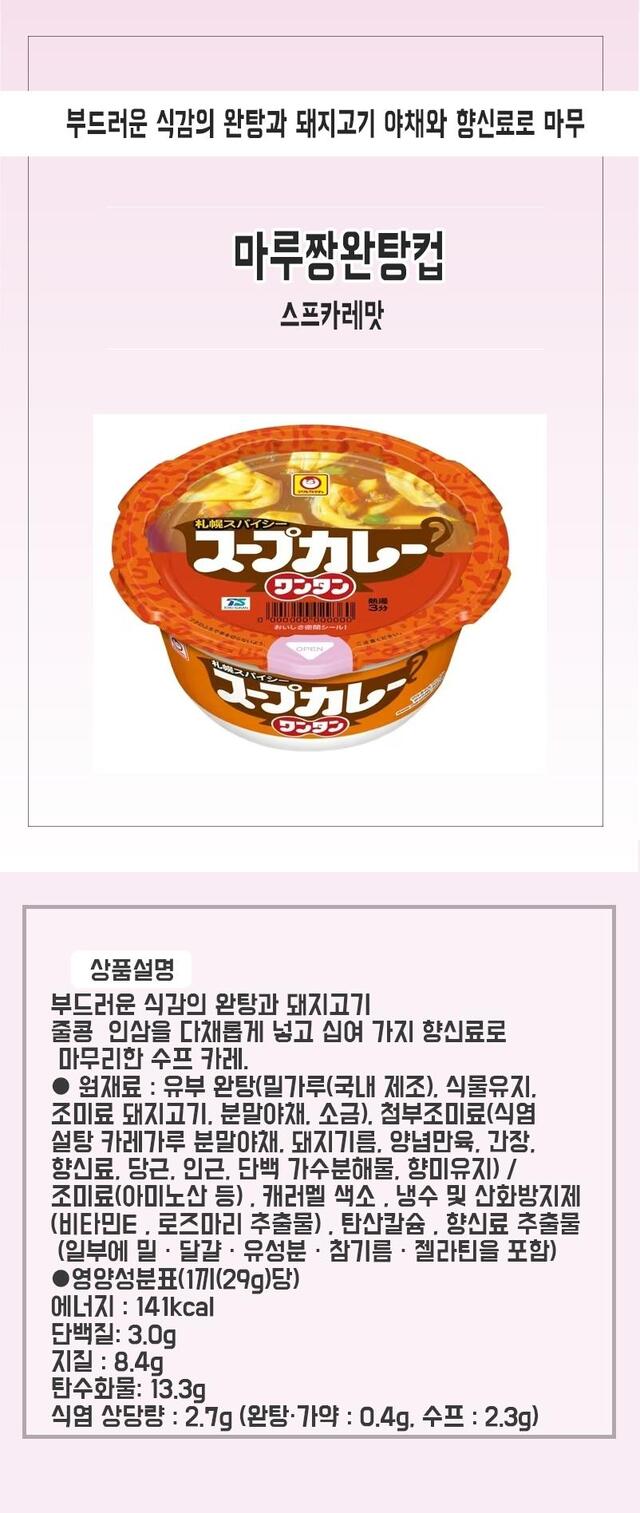 부드러운 식감의 완탕과 돼지고기 야채와 향신료로 마무
마루짱완탕컵
스프카레맛
札幌スパイシー
スープカレー
ワンタン
熱湯
3分
0 000000 000000
おいしさ密閉シール!
OPEN
札幌スパイシー
スープカレー
ワンタン
상품설명
부드러운 식감의 완탕과 돼지고기
줄콩 인삼을 다채롭게 넣고 십여 가지 향신료로
마무리한 수프 카레.
● 원재료 : 유부 완탕(밀가루(국내 제조), 식물유지,
조미료 돼지고기, 분말야채, 소금), 첨부조미료(식염
설탕 카레가루 분말야채, 돼지기름, 양념만육, 간장,
향신료, 당근, 인근, 단백 가수분해물, 향미유지) /
조미료(아미노산 등) , 캐러멜 색소 , 냉수 및 산화방지제
(비타민E , 로즈마리 추출물) , 탄산칼슘 , 향신료 추출물
(일부에 밀 · 달걀 · 유성분 · 참기름 · 젤라틴을 포함)
●영양성분표(1끼(29g)당)
에너지 : 141kcal
단백질: 3.0g
지질 : 8.4g
탄수화물: 13.3g
식염 상당량 : 2.7g (완탕·가약 : 0.4g, 수프 : 2.3g)